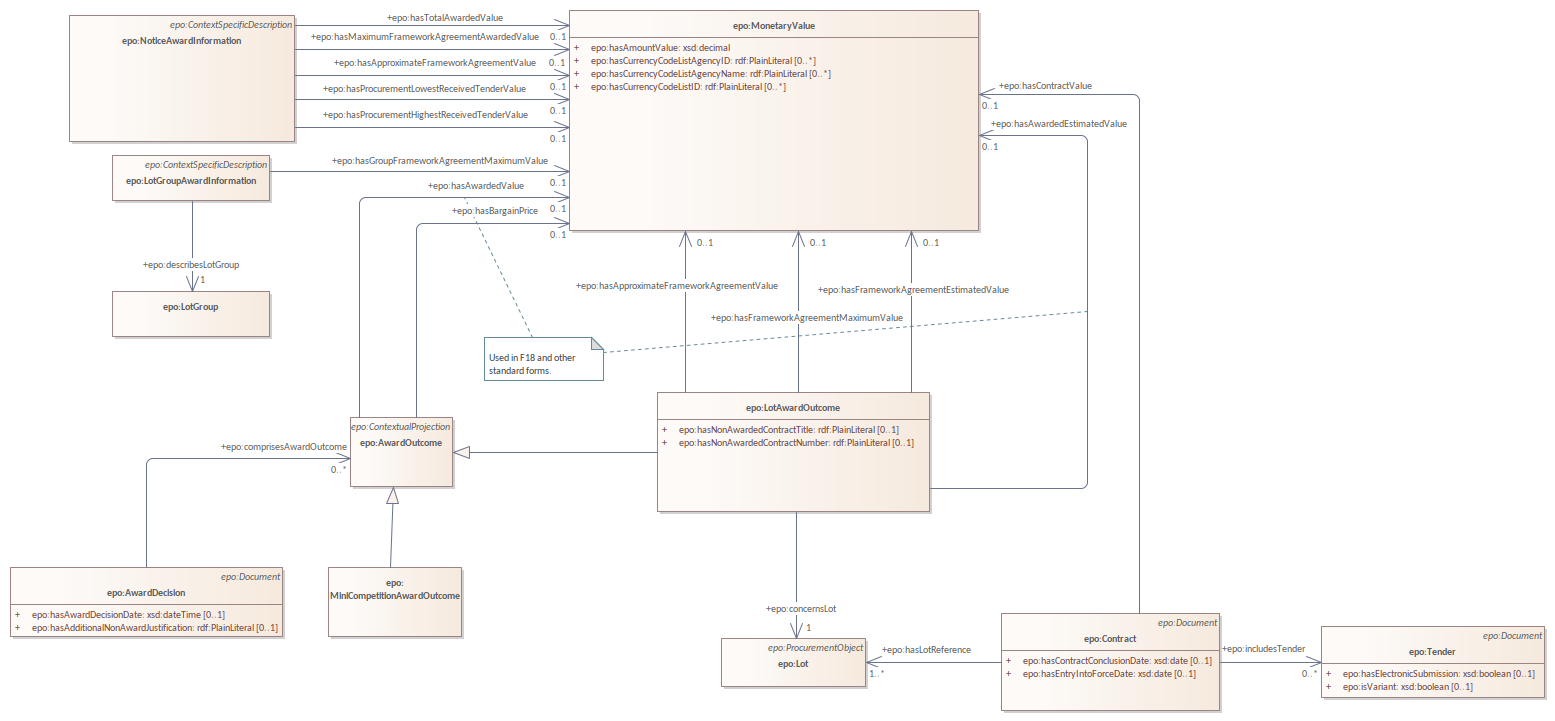 epo:ContextSpecificDescription
epo:NoticeAwardInformation
+epo:hasTotalAwardedValue
0..1
+epo:hasMaximumFrameworkAgreementAwardedValue
0..1
+epo:hasApproximateFrameworkAgreementValue
0..1
+epo:hasProcurementLowestReceivedTenderValue
0..1
+epo:hasProcurementHighestReceivedTenderValue
0..1
epo:MonetaryValue
+ epo:hasAmountValue: xsd:decimal
+ epo:hasCurrencyCodeListAgencyID: rdf:PlainLiteral [0..*]
+ epo:hasCurrencyCodeListAgencyName: rdf:PlainLiteral [0..*]
+ epo:hasCurrencyCodeListID: rdf:PlainLiteral [0..*]
+epo:hasContractValue
0..1
+epo:hasAwardedEstimatedValue
0..1
epo:ContextSpecificDescription
epo:LotGroupAwardInformation
+epo:hasGroupFrameworkAgreementMaximumValue
0..1
+epo:hasAwardedValue
0..1
+epo:hasBargainPrice
0..1
0..1
0..1
0..1
+epo:describesLotGroup
1
epo:LotGroup
+epo:hasApproximateFrameworkAgreementValue
+epo:hasFrameworkAgreementEstimatedValue
+epo:hasFrameworkAgreementMaximumValue
Used in F18 and other
standard forms.
epo:LotAwardOutcome
+ epo:hasNonAwardedContractTitle: rdf:PlainLiteral [0..1]
+ epo:hasNonAwardedContractNumber: rdf:PlainLiteral [0..1]
epo:ContextualProjection
epo:AwardOutcome
+epo:comprisesAwardOutcome
0..*
epo:Document
epo:AwardDecision
+ epo:hasAwardDecisionDate: xsd:dateTime [0..1]
+ epo:hasAdditionalNonAwardJustification: rdf:PlainLiteral [0..1]
epo:
MiniCompetitionAwardOutcome
+epo:concernsLot
1
epo:ProcurementObject
epo:Lot
+epo:hasLotReference
1..*
epo:Document
epo:Contract
+ epo:hasContractConclusionDate: xsd:date [0..1]
+ epo:hasEntryIntoForceDate: xsd:date [0..1]
+epo:includesTender
0..*
epo:Document
epo:Tender
+ epo:hasElectronicSubmission: xsd:boolean [0..1]
+ epo:isVariant: xsd:boolean [0..1]